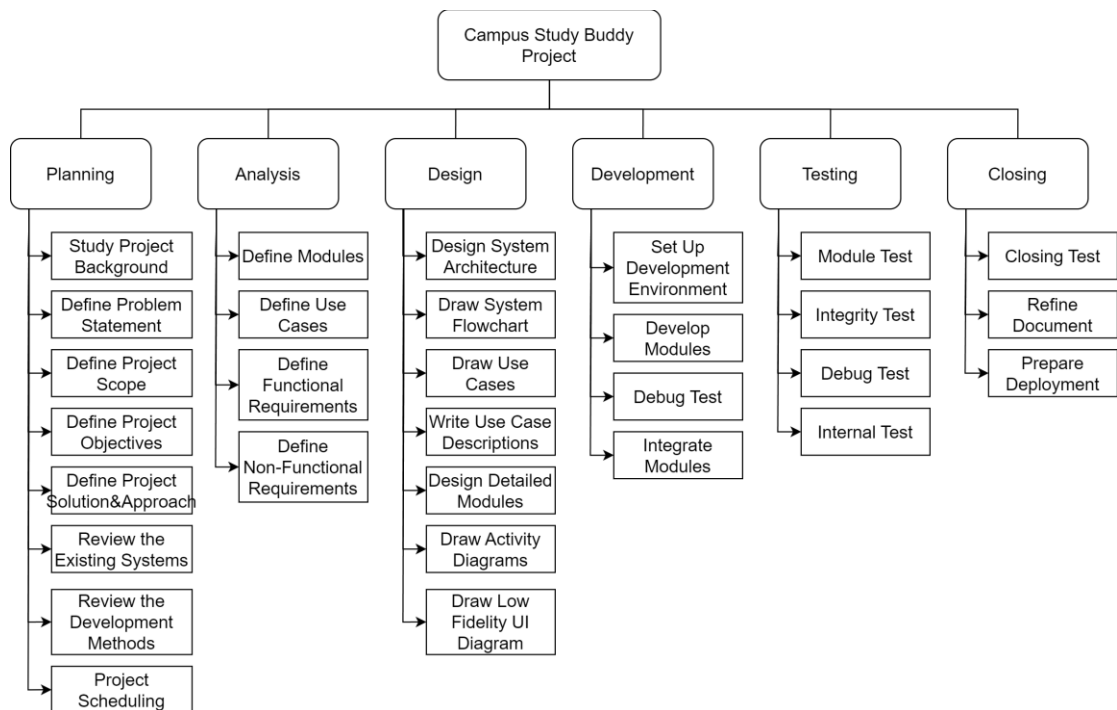 Campus Study Buddy
Project
Planning
Analysis
Design
Development
Testing
Closing
Study Project
Background
Define Problem
Statement
Define Project
Scope
Define Project
Objectives
Define Project
Solution&Approach
Review the
Existing Systems
Review the
Development
Methods
Project
Scheduling
Define Modules
Define Use
Cases
Define
Functional
Requirements
Define
Non-Functional
Requirements
Design System
Architecture
Draw System
Flowchart
Draw Use
Cases
Write Use Case
Descriptions
Design Detailed
Modules
Draw Activity
Diagrams
Draw Low
Fidelity UI
Diagram
Set Up
Development
Environment
Develop
Modules
Debug Test
Integrate
Modules
Module Test
Integrity Test
Debug Test
Internal Test
Closing Test
Refine
Document
Prepare
Deployment